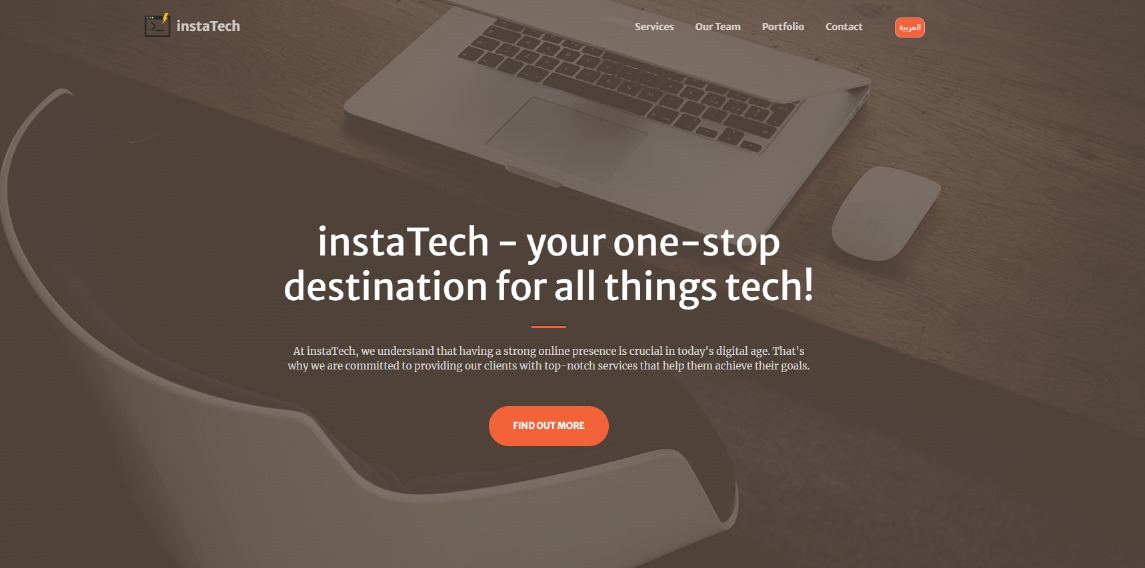 instaTech
Services
Our Team
Portfolio
Contact
العربية
instaTech - your one-stop
destination for all things tech!
At instaTech, we understand that having a strong online presence is crucial in today's digital age. That's
why we are committed to providing our clients with top-notch services that help them achieve their goals.
FIND OUT MORE